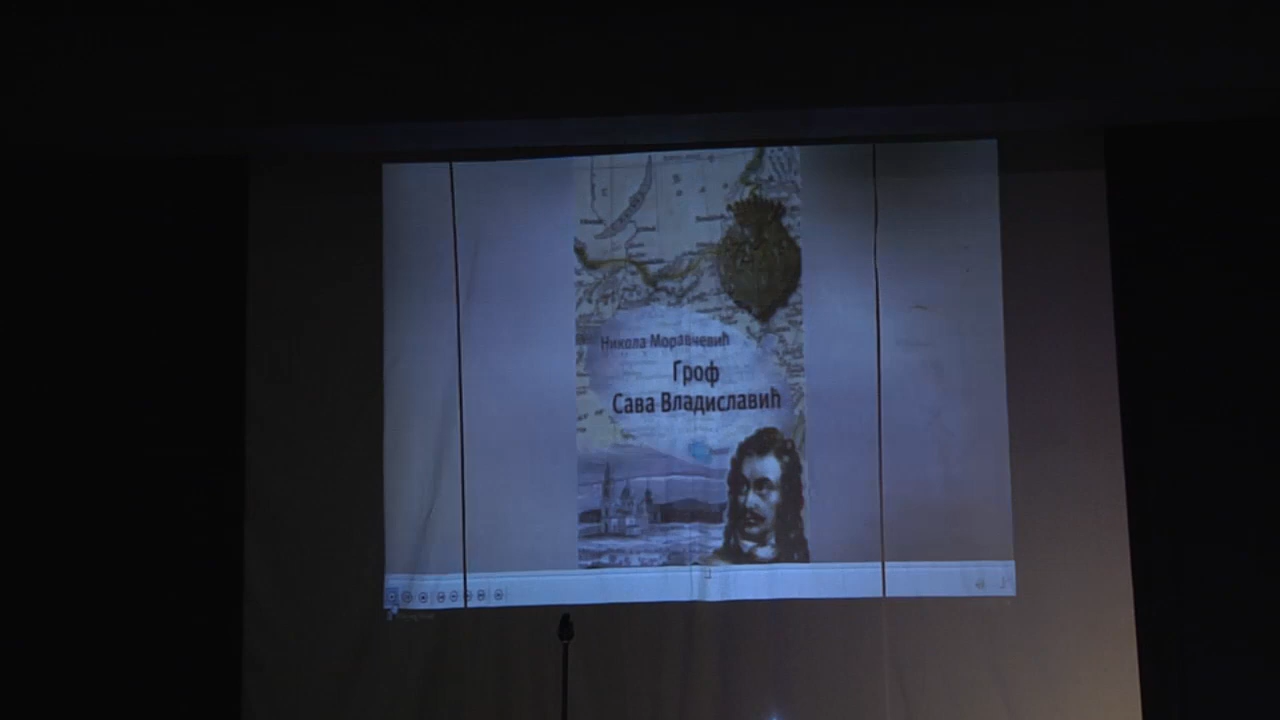 Никола Моравчевић
Гроф
Сава Владиславић